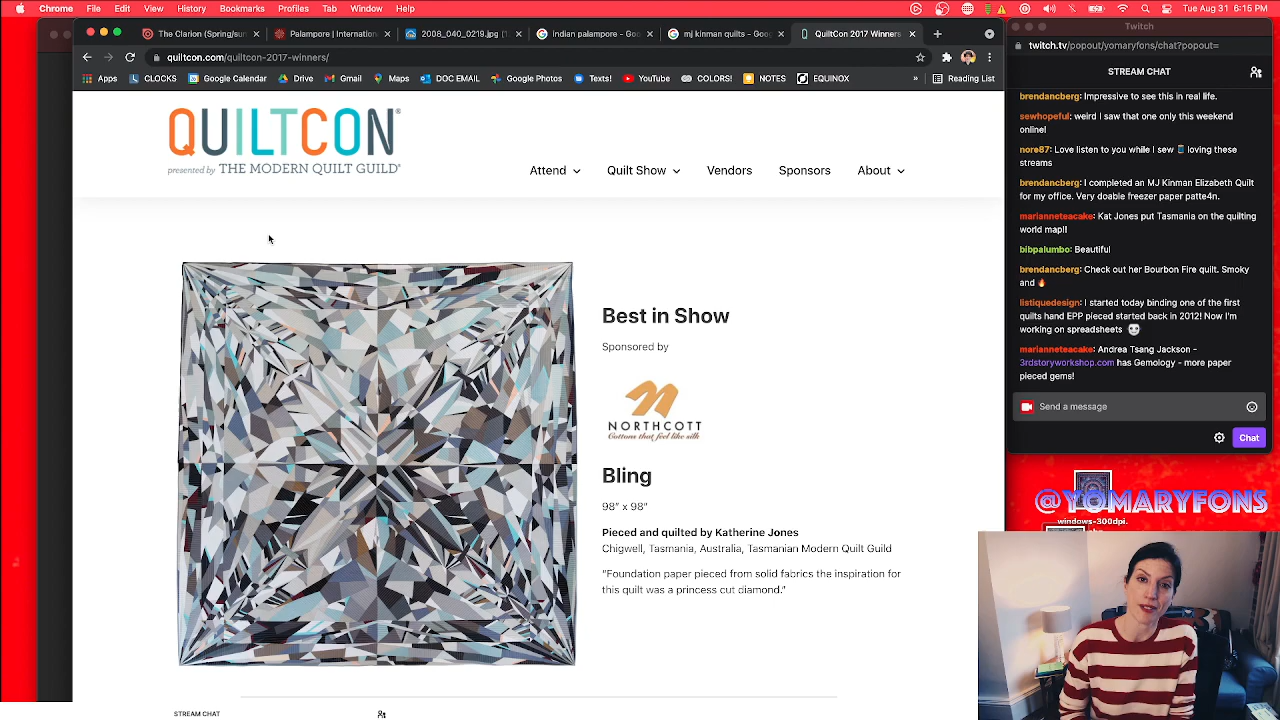 Chrome File Edit View History Bookmarks Profiles Tab Window Help
Tue Aug 31 6:15 PM
The Clarion (Spring/sun
Palampore | Internation
2008_040_0219.jpg (2
Indian palempore - Goo
mj kinman quilts - Goog
QuiltCon 2017 Winners
quiltcon.com/quiltcon-2017-winners/
Apps CLOCKS Google Calendar Drive Gmail Maps DOC EMAIL Google Photos Texts! YouTube COLORS! NOTES EQUINOX » Reading List
QUILTCON®
presented by THE MODERN QUILT GUILD®
Attend Quilt Show Vendors Sponsors About
Best in Show
Sponsored by
NORTHCOTT
Cottons that feel like silk
Bling
98″ x 98″
Pieced and quilted by Katherine Jones
Chigwell, Tasmania, Australia, Tasmanian Modern Quilt Guild
“Foundation paper pieced from solid fabrics the inspiration for
this quilt was a princess cut diamond.”
STREAM CHAT
Twitch
twitch.tv/popout/yomaryfons/chat?popout=
STREAM CHAT
brendancberg: Impressive to see this in real life.
sewhopeful: weird I saw that one only this weekend
online!
nore87: Love listen to you while I sew loving these
streams
brendancberg: I completed an MJ Kinman Elizabeth Quilt
for my office. Very doable freezer paper patte4n.
marianneteacake: Kat Jones put Tasmania on the quilting
world map!!
bibpalumbo: Beautiful
brendancberg: Check out her Bourbon Fire quilt. Smoky
and
listiquedesign: I started today binding one of the first
quilts hand EPP pieced started back in 2012! Now I'm
working on spreadsheets
marianneteacake: Andrea Tsang Jackson -
3rdstoryworkshop.com has Gemology - more paper
pieced gems!
Send a message
Chat
@YOMARYFONS
windows-300dpi.